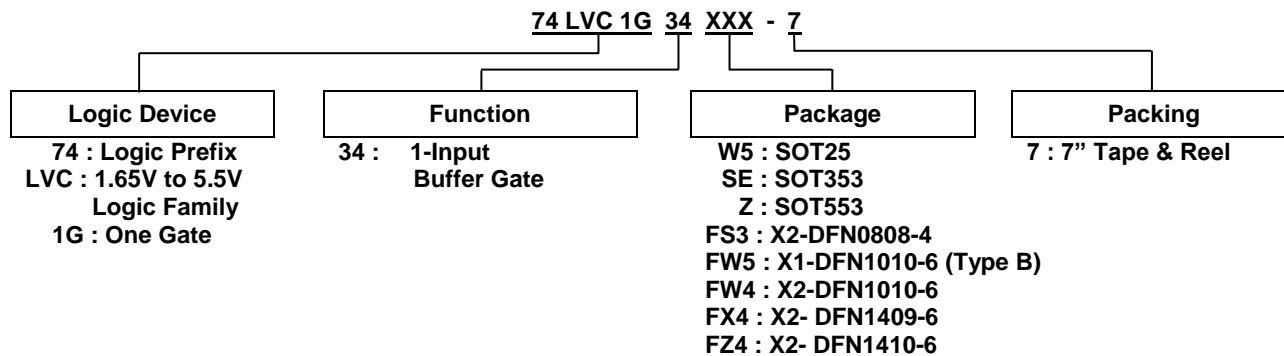 74 LVC 1G 34 XXX - 7
Logic Device
74 : Logic Prefix
LVC : 1.65V to 5.5V
Logic Family
1G : One Gate
Function
34 : 1-Input
Buffer Gate
Package
W5 : SOT25
SE : SOT353
Z : SOT553
FS3 : X2-DFN0808-4
FW5 : X1-DFN1010-6 (Type B)
FW4 : X2-DFN1010-6
FX4 : X2- DFN1409-6
FZ4 : X2- DFN1410-6
Packing
7 : 7” Tape & Reel